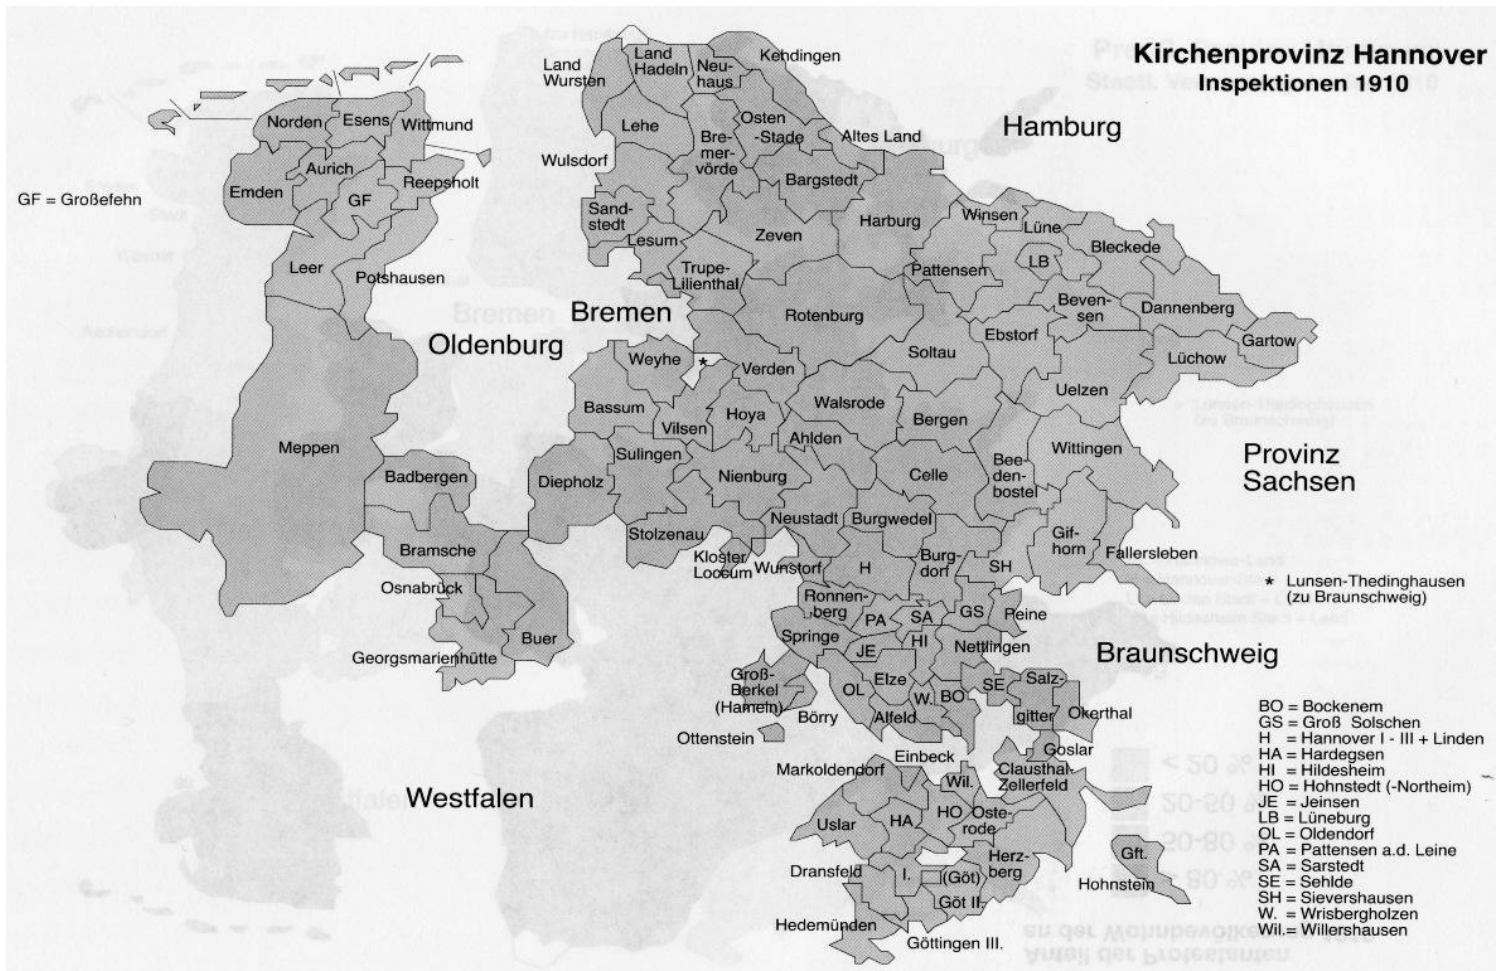 Kirchenprovinz Hannover
Inspektionen 1910
Land
Wursten
Land
Hadeln
Neu-
haus
Kehdingen
Hamburg
Norden
Esens
Wittmund
Lehe
Bre-
mer-
vörde
Osten
-Stade
Altes Land
Wulsdorf
Aurich
Reepsholt
Emden
GF
GF = Großefehn
Bargstedt
Sand-
stedt
Lesum
Zeven
Harburg
Winsen
Lüne
Bleckede
Leer
Potshausen
Trupe-
Lilienthal
Pattensen
LB
Bremen
Oldenburg
Rotenburg
Beven-
sen
Dannenberg
Ebstorf
Gartow
Lüchow
Weyhe
*
Verden
Soltau
Uelzen
Bassum
Vilsen
Hoya
Walsrode
Bergen
Meppen
Ahlden
Wittingen
Provinz
Sachsen
Sulingen
Badbergen
Diepholz
Nienburg
Celle
Bee-
den-
bostel
Stolzenau
Neustadt
Burgwedel
Gif-
horn
Fallersleben
Bramsche
Kloster
Loccum
Wunstorf
H
Burg-
dorf
SH
* Lunsen-Thedinghausen
(zu Braunschweig)
Osnabrück
Ronnen-
berg
PA
SA
GS
Peine
Buer
Springe
JE
HI
Nettlingen
Braunschweig
Georgsmarienhütte
Groß-
Berkel
(Hameln)
OL
Elze
W.
BO
SE
Salz-
gitter
Okerthal
Börry
Alfeld
Ottenstein
Einbeck
Goslar
Markoldendorf
Wil.
Clausthal-
Zellerfeld
Westfalen
Uslar
HA
HO
Oste-
rode
Dransfeld
I.
(Göt)
Herz-
berg
Gft.
Hohnstein
Göt II.
Hedemünden
Göttingen III.
BO = Bockenem
GS = Groß Solschen
H = Hannover I - III + Linden
HA = Hardegsen
HI = Hildesheim
HO = Hohnstedt (-Northeim)
JE = Jeinsen
LB = Lüneburg
OL = Oldendorf
PA = Pattensen a.d. Leine
SA = Sarstedt
SE = Sehlde
SH = Sievershausen
W. = Wrisbergholzen
Wil.= Willershausen